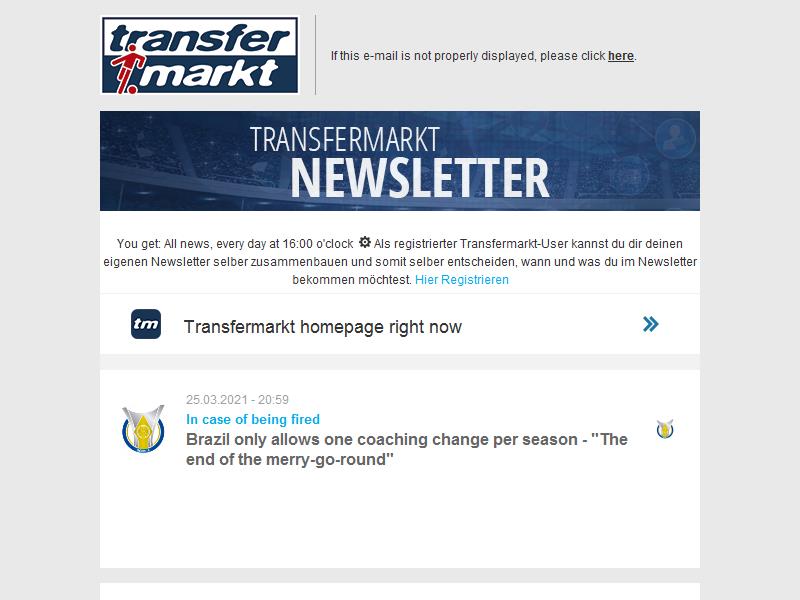 transfer
markt
If this e-mail is not properly displayed, please click here.
TRANSFERMARKT
NEWSLETTER
You get: All news, every day at 16:00 o'clock Als registrierter Transfermarkt-User kannst du dir deinen
eigenen Newsletter selber zusammenbauen und somit selber entscheiden, wann und was du im Newsletter
bekommen möchtest. Hier Registrieren
tm
Transfermarkt homepage right now
25.03.2021 - 20:59
In case of being fired
Brazil only allows one coaching change per season - "The
end of the merry-go-round"